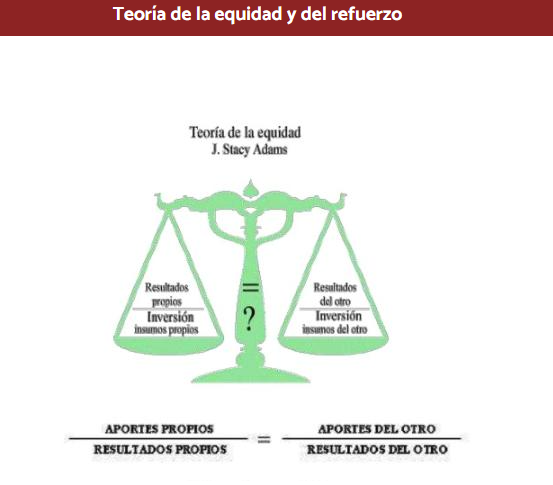 Teoría de la equidad y del refuerzo
Teoría de la equidad
J. Stacy Adams
Resultados
propios
Inversión
insumos propios
=
?
Resultados
del otro
Inversión
insumos del otro
APORTES PROPIOS
RESULTADOS PROPIOS
=
APORTES DEL OTRO
RESULTADOS DEL OTRO